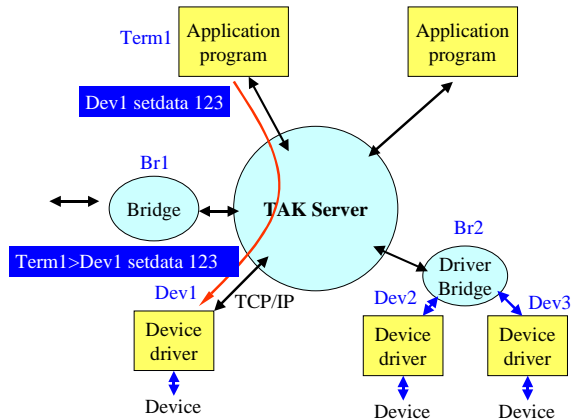 Term1
Application
program
Application
program
Dev1 setdata 123
Br1
Bridge
TAK Server
Br2
Term1>Dev1 setdata 123
Driver
Bridge
Dev1
TCP/IP
Dev2
Dev3
Device
driver
Device
driver
Device
driver
Device
Device
Device